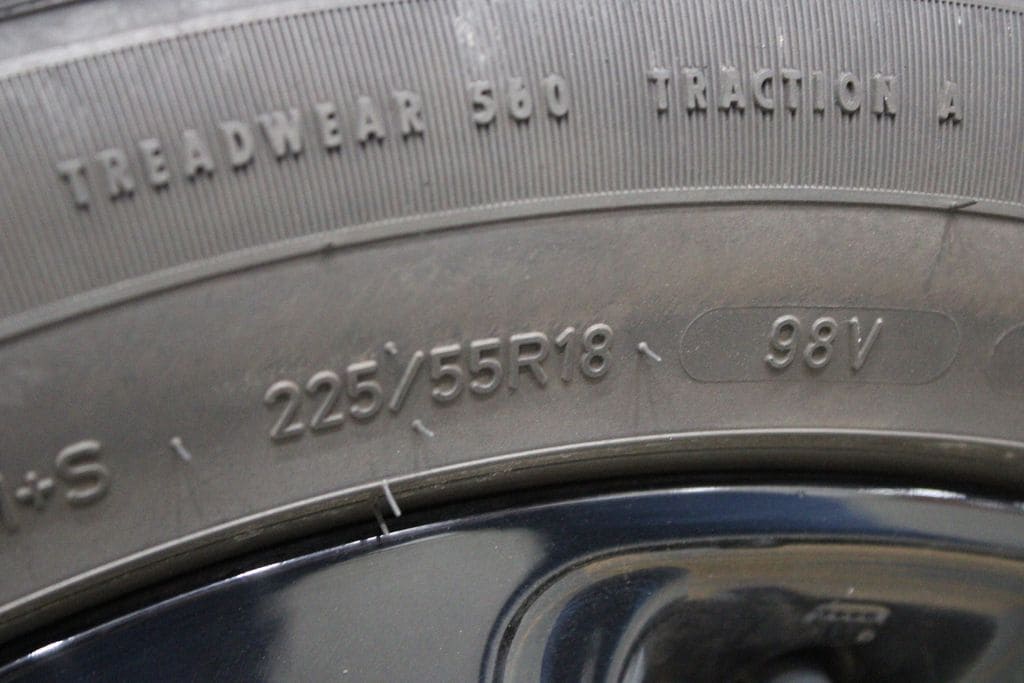 TREADWEAR 560 TRACTION A
225/55R18 98V
+S